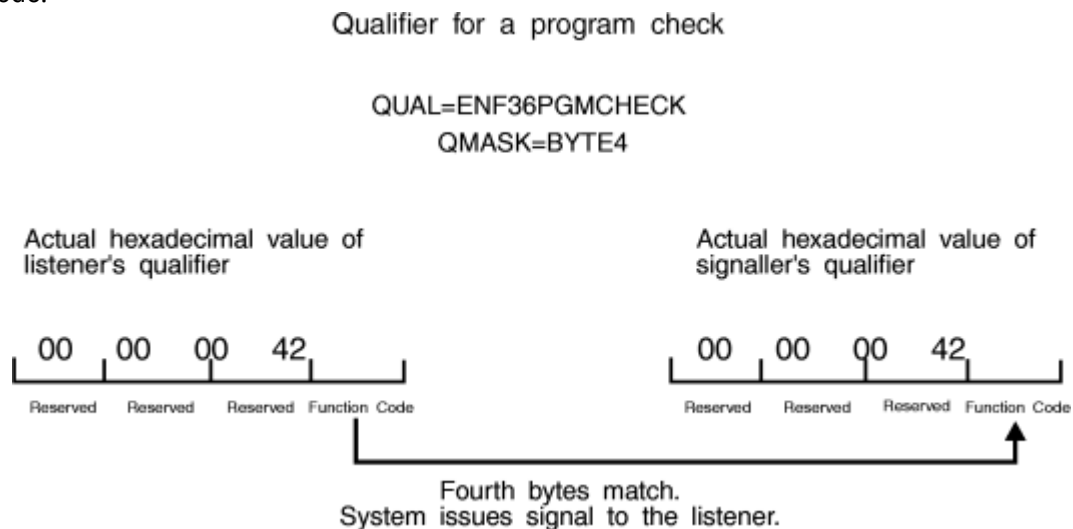 ode.
Qualifier for a program check
QUAL=ENF36PGMCHECK
QMASK=BYTE4
Actual hexadecimal value of
listener's qualifier
Actual hexadecimal value of
signaller's qualifier
00 00 00 42
00 00 00 42
Reserved Reserved Reserved Function Code
Reserved Reserved Reserved Function Code
Fourth bytes match.
System issues signal to the listener.